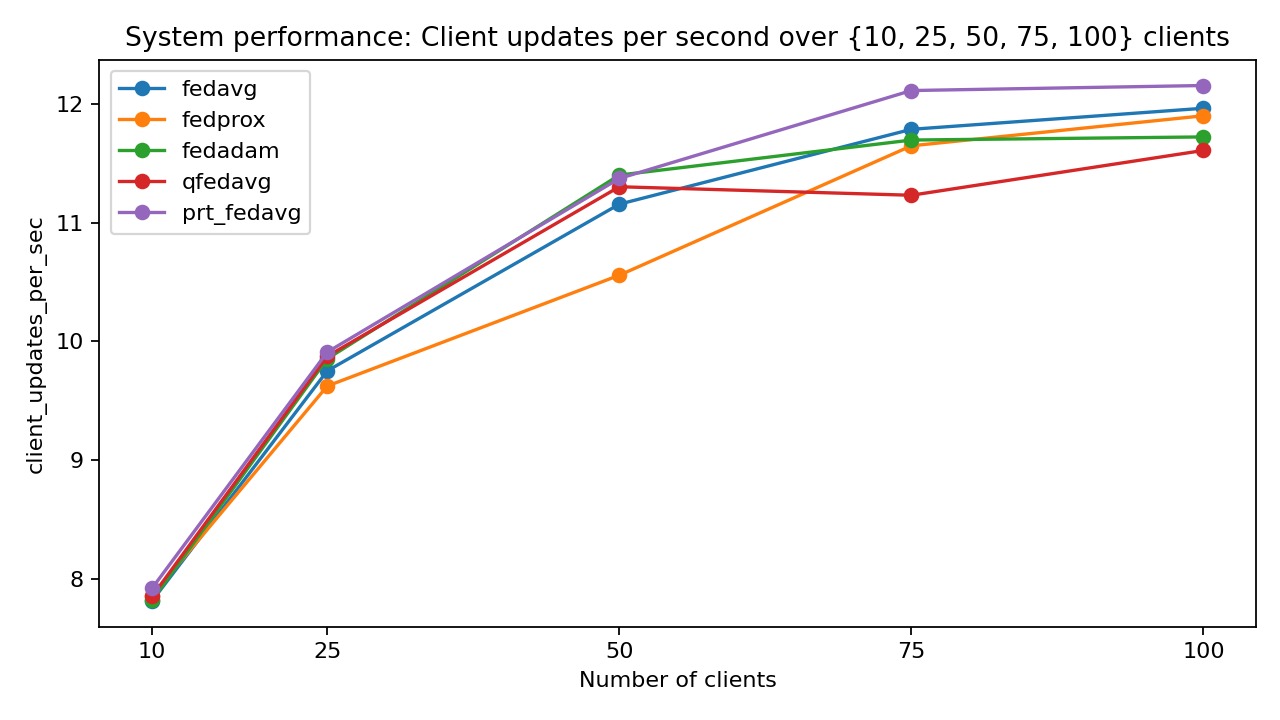 System performance: Client updates per second over {10, 25, 50, 75, 100} clients
fedavg
fedprox
fedadam
qfedavg
prt_fedavg
client_updates_per_sec
12
11
10
9
8
10 25 50 75 100
Number of clients